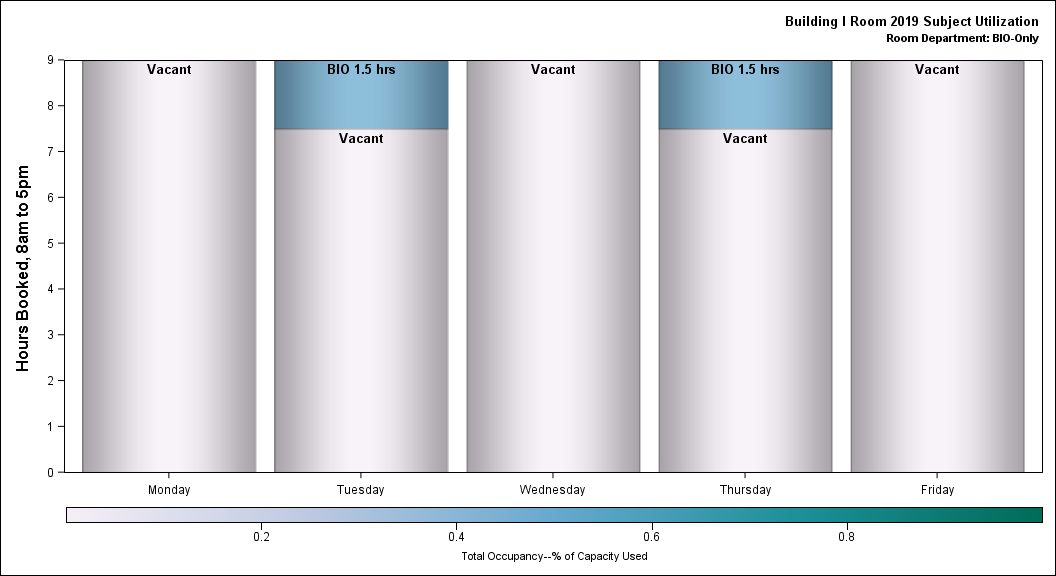 Building I Room 2019 Subject Utilization
Room Department: BIO-Only
Hours Booked, 8am to 5pm
9
8
7
6
5
4
3
2
1
0
Vacant
BIO 1.5 hrs
Vacant
BIO 1.5 hrs
Vacant
Vacant
Vacant
Monday
Tuesday
Wednesday
Thursday
Friday
0.2
0.4
0.6
0.8
Total Occupancy--% of Capacity Used